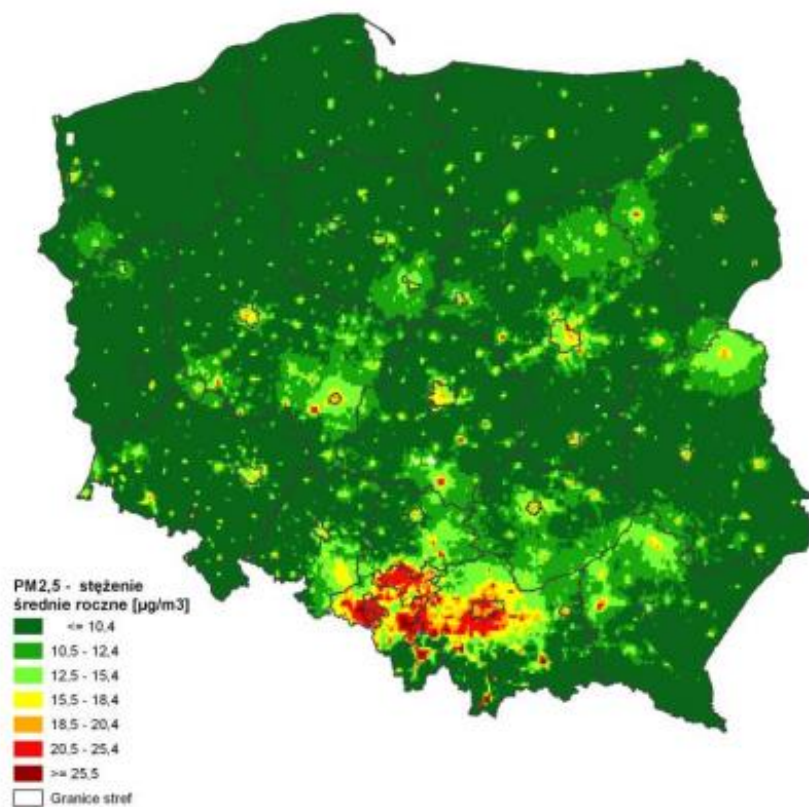 PM2,5 - stężenie
średnie roczne [µg/m3]
<= 10,4
10,5 - 12,4
12,5 - 15,4
15,5 - 18,4
18,5 - 20,4
20,5 - 25,4
>= 25,5
Granice stref